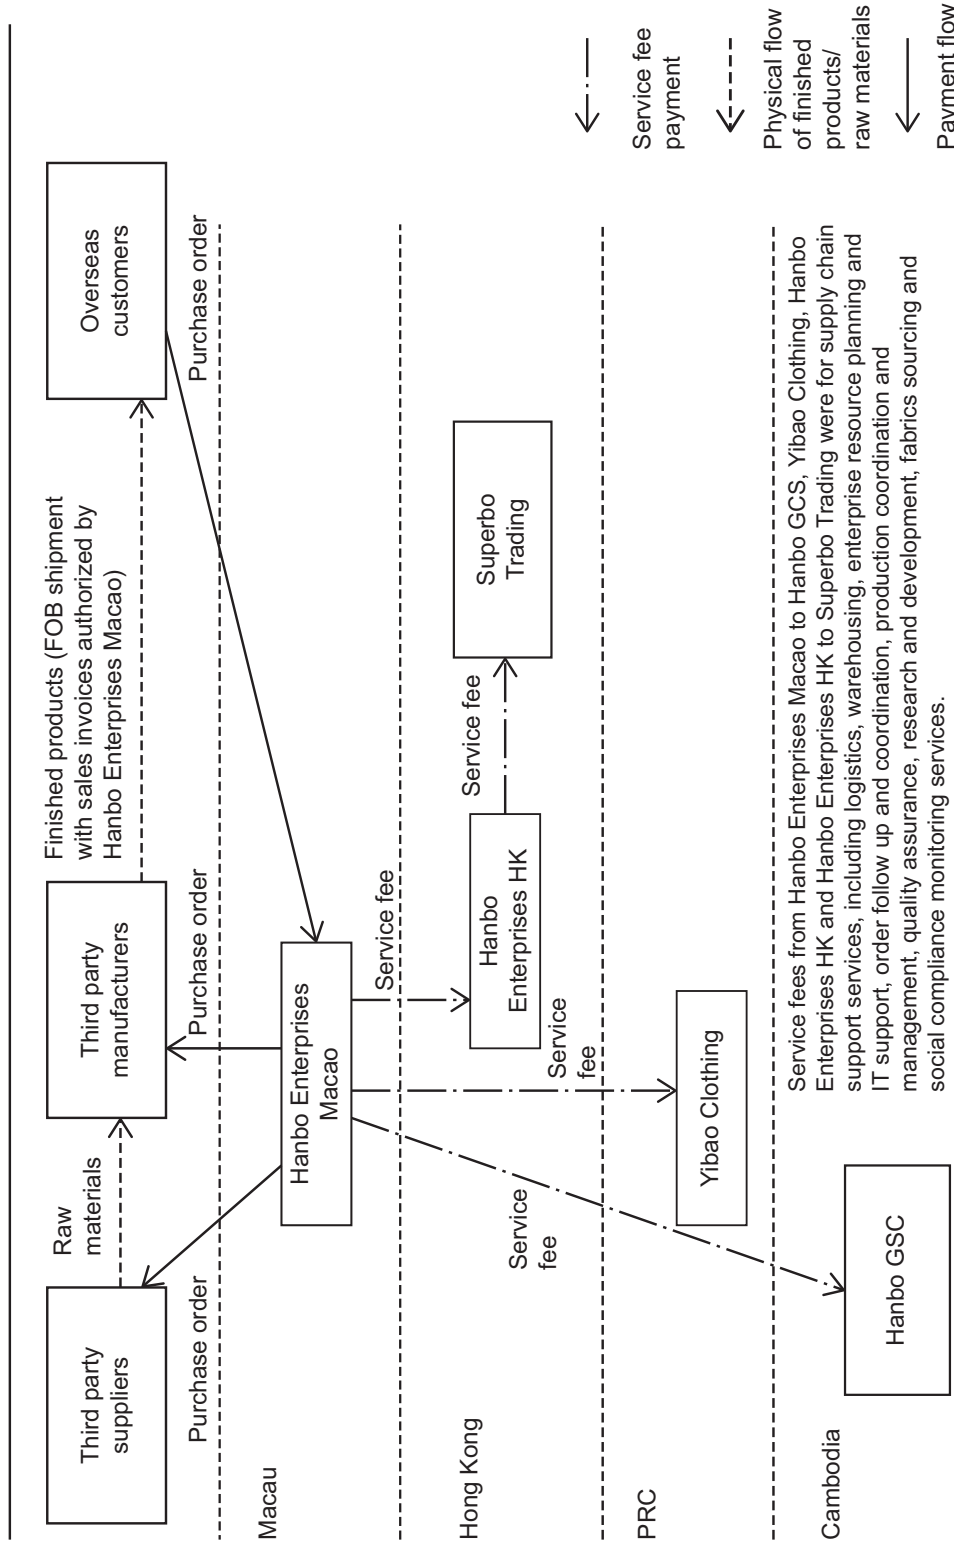 Third party
suppliers
Raw
materials
Third party
manufacturers
Finished products (FOB shipment
with sales invoices authorized by
Hanbo Enterprises Macao)
Overseas
customers
Purchase order
Purchase order
Purchase order
Macau
Hanbo Enterprises
Macao
Service fee
Hong Kong
Service
fee
Service
fee
Hanbo
Enterprises HK
Service fee
Superbo
Trading
PRC
Yibao Clothing
Cambodia
Hanbo GSC
Service fees from Hanbo Enterprises Macao to Hanbo GCS, Yibao Clothing, Hanbo
Enterprises HK and Hanbo Enterprises HK to Superbo Trading were for supply chain
support services, including logistics, warehousing, enterprise resource planning and
IT support, order follow up and coordination, production coordination and
management, quality assurance, research and development, fabrics sourcing and
social compliance monitoring services.
Service fee
payment
Physical flow
of finished
products/
raw materials
Payment flow